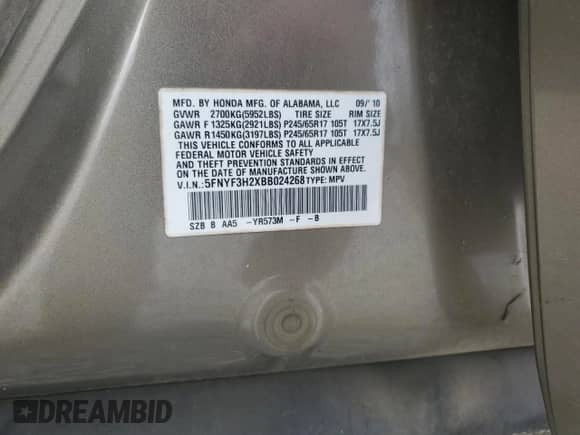 MFD. BY HONDA MFG. OF ALABAMA, LLC 09/' 10
GVWR 2700KG(5952LBS) TIRE SIZE RIM SIZE
GAWR F 1325KG(2921LBS) P245/65R17 105T 17X7.5J
GAWR R 1450KG(3197LBS) P245/65R17 105T 17X7.5J
THIS VEHICLE CONFORMS TO ALL APPLICABLE
FEDERAL MOTOR VEHICLE SAFETY
AND THEFT PREVENTION STANDARDS IN EFFECT
ON THE DATE OF MANUFACTURE SHOWN ABOVE.
V.I.N.:5FNYF3H2XBB024268 TYPE: MPV
SZB B AA5 -YR573M -F -B
DREAMBID